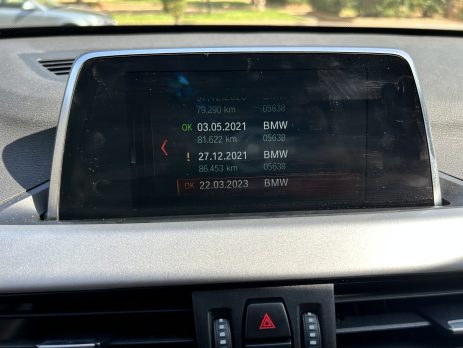 79.290 km 05638
OK 03.05.2021 BMW
81.622 km 05638
! 27.12.2021 BMW
86.453 km 05638
OK 22.03.2023 BMW